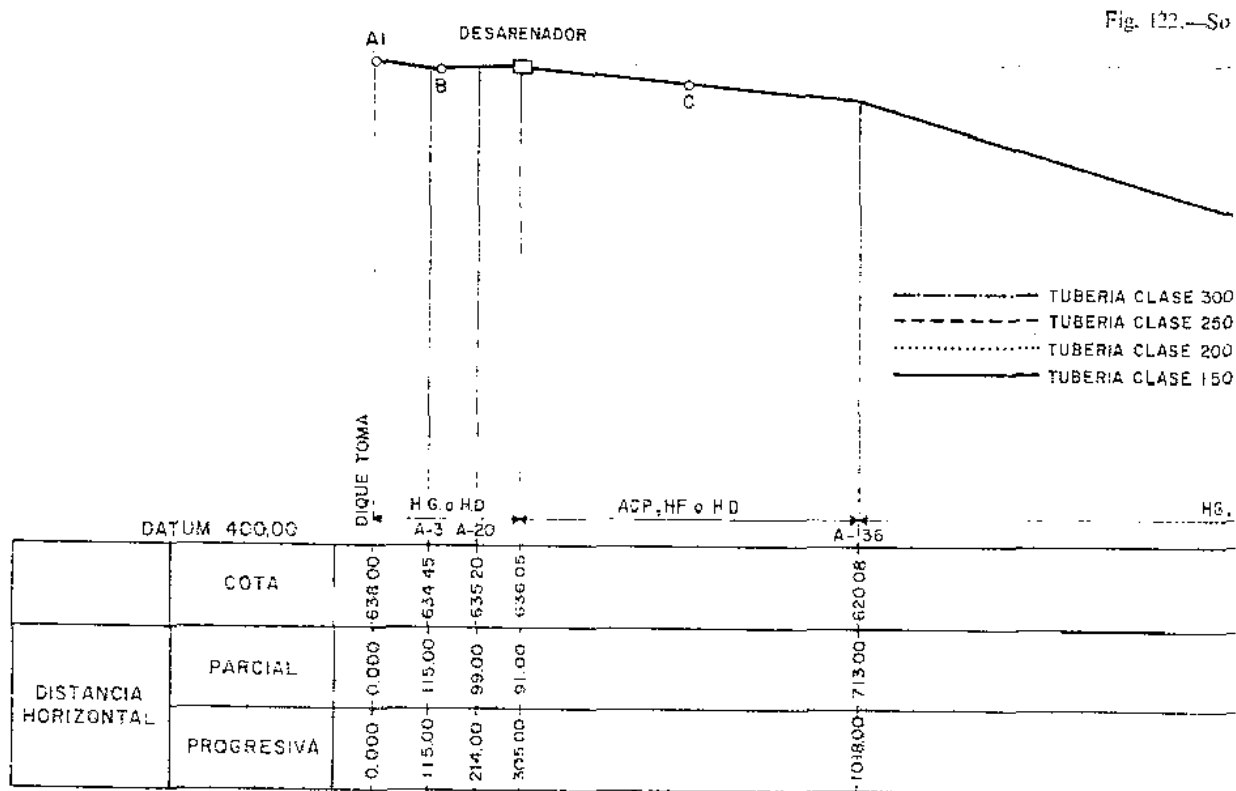 Fig. 122.—So
DESARENADOR
A1
B
C
TUBERIA CLASE 300
TUBERIA CLASE 250
TUBERIA CLASE 200
TUBERIA CLASE 150
DIQUE TOMA
H G. o H.D
ACP, HF o H D
HG.
DATUM 400,00
A-3 A-20
A-136
COTA
638.00 634.45 635.20 636.05 620.08
DISTANCIA HORIZONTAL
PARCIAL
0.000 115.00 99.00 91.00 713.00
PROGRESIVA
0.000 115.00 214.00 305.00 1018.00